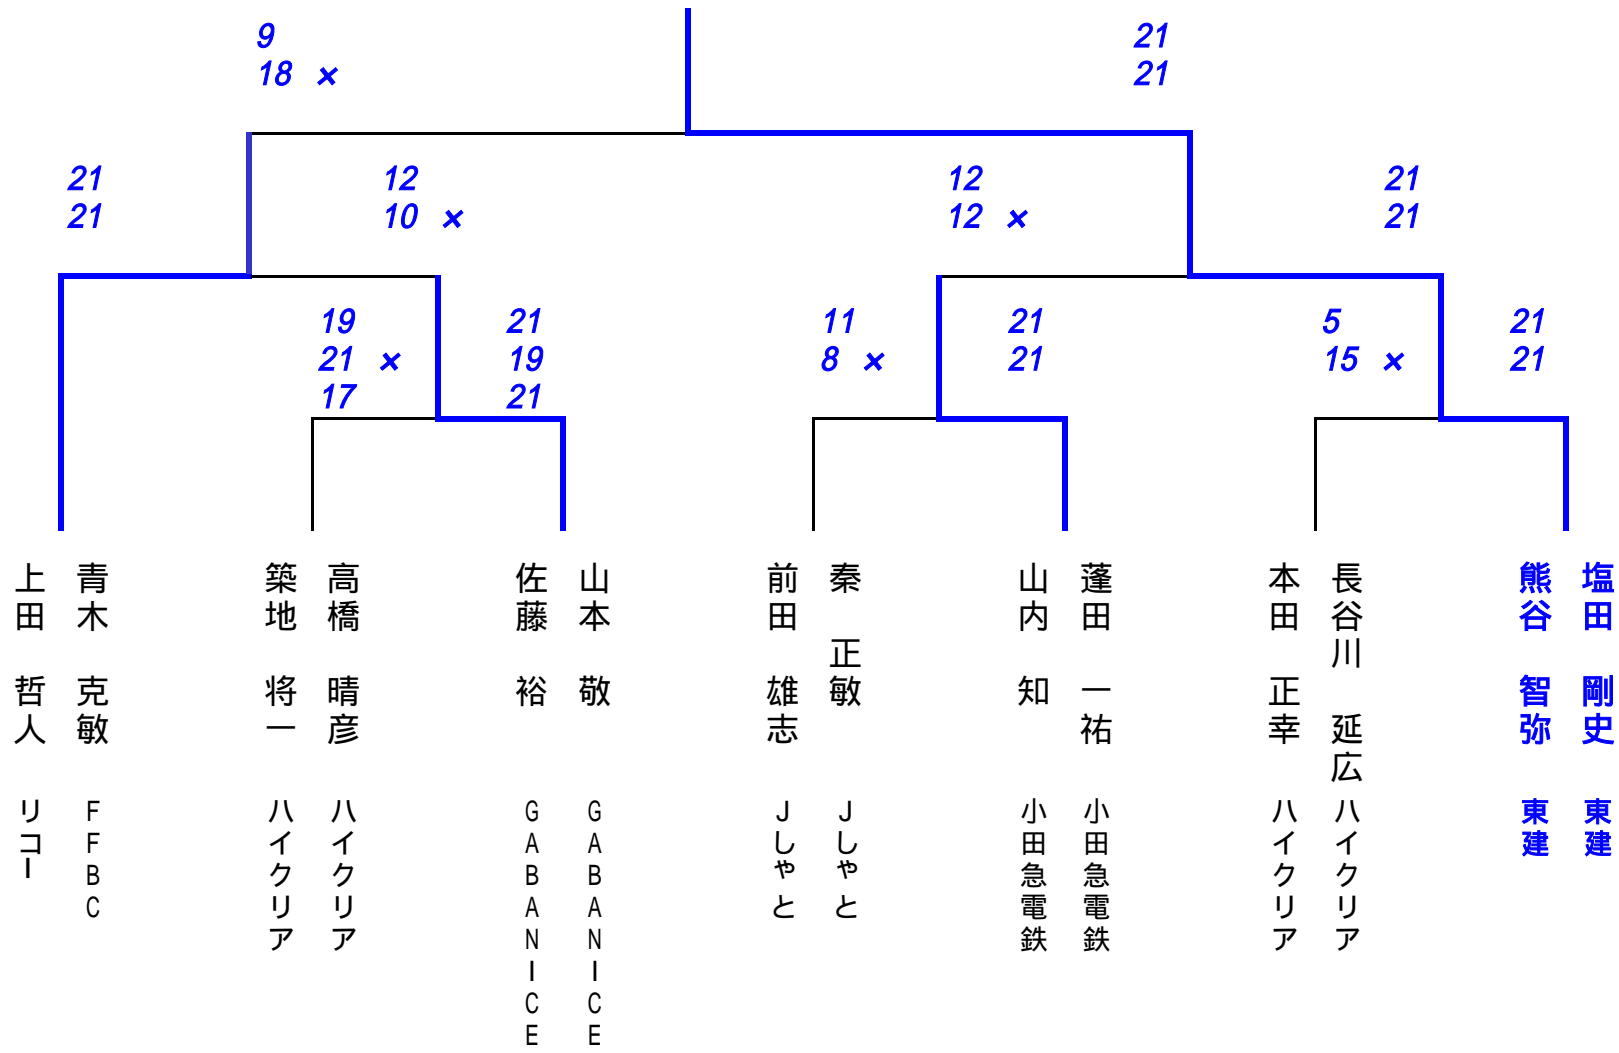 9
18 ×
21
21
21
21
12
10 ×
12
12 ×
21
21
19
21 ×
17
21
19
21
11
8 ×
21
21
5
15 ×
21
21
青木 克敏
上田 哲人
高橋 晴彦
築地 将一
山本 敬
佐藤 裕
秦 正敏
前田 雄志
蓬田 一祐
山内 知
長谷川 延広
本田 正幸
塩田 剛史
熊谷 智弥
FFBC
リコー
ハイクリア
ハイクリア
GABANICE
GABANICE
Jしゃと
Jしゃと
小田急電鉄
小田急電鉄
ハイクリア
ハイクリア
東建
東建